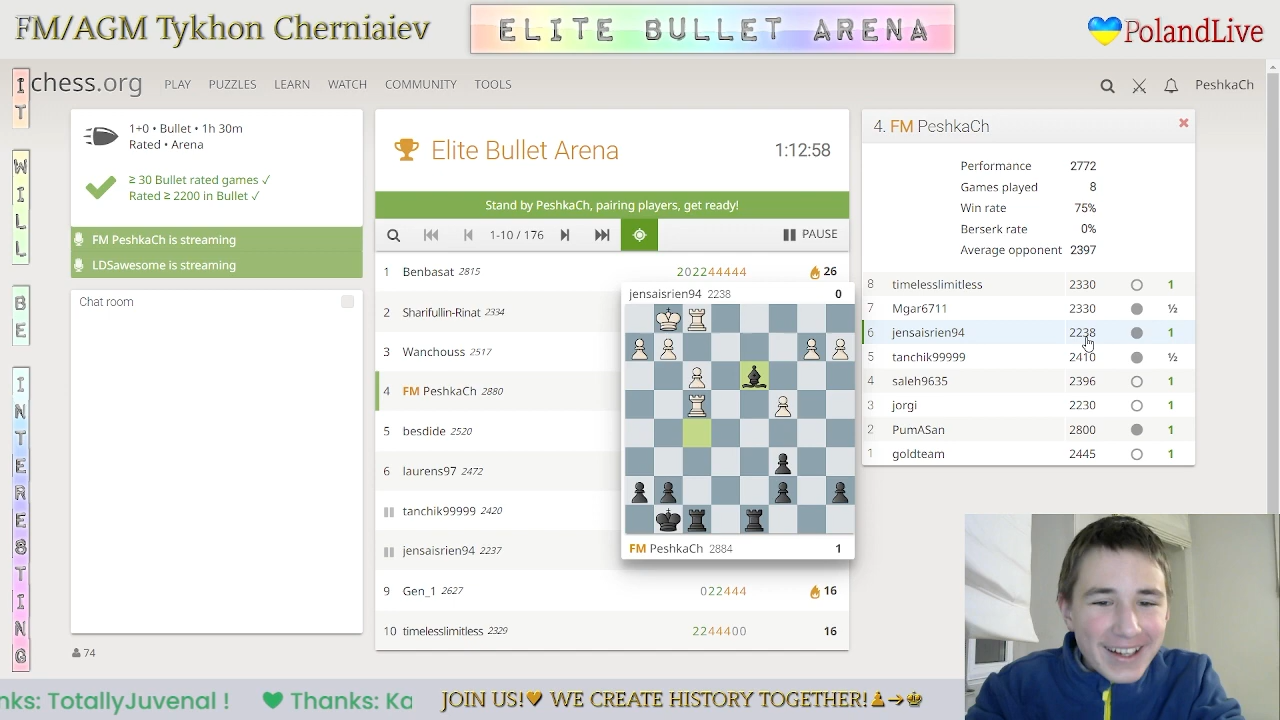 FM/AGM Tykhon Cherniaiev
ELITE BULLET ARENA
PolandLive
IT WILL BE INTERESTING
chess.org PLAY PUZZLES LEARN WATCH COMMUNITY TOOLS PeshkaCh
1+0 • Bullet • 1h 30m
Rated • Arena
≥ 30 Bullet rated games ✓
Rated ≥ 2200 in Bullet ✓
FM PeshkaCh is streaming
LDSawesome is streaming
Chat room
74
Elite Bullet Arena 1:12:58
Stand by PeshkaCh, pairing players, get ready!
1-10 / 176 PAUSE
1 Benbasat 2815 202244444 26
2 Sharifullin-Rinat 2334
3 Wanchouss 2517
4 FM PeshkaCh 2880
5 besdide 2520
6 laurens97 2472
tanchik99999 2420
jensaisrien94 2237
9 Gen_1 2627 022444 16
10 timeslimitless 2329 2244400 16
jensaisrien94 2238 0
FM PeshkaCh 2884 1
4. FM PeshkaCh
Performance 2772
Games played 8
Win rate 75%
Berserk rate 0%
Average opponent 2397
8 timeslimitless 2330 1
7 Mgar6711 2330 ½
6 jensaisrien94 2238 1
5 tanchik99999 2410 ½
4 saleh9635 2396 1
3 jorgi 2230 1
2 PumASan 2800 1
1 goldteam 2445 1
nks: TotallyJuvenal ! Thanks: Ko
JOIN US! WE CREATE HISTORY TOGETHER!